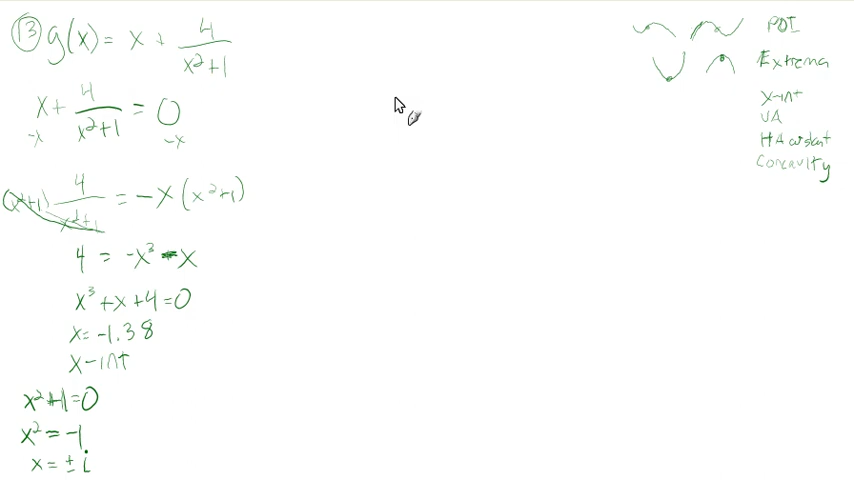 13 g(x) = x + 4/(x²+1)
x + 4/(x²+1) = 0
-x -x
(x²+1) 4/(x²+1) = -x (x²+1)
4 = -x³ - x
x³ + x + 4 = 0
x = -1.38
x-int
x² + 1 = 0
x² = -1
x = ± i
POI
Extrema
x-int
VA
HA or slant
Concavity